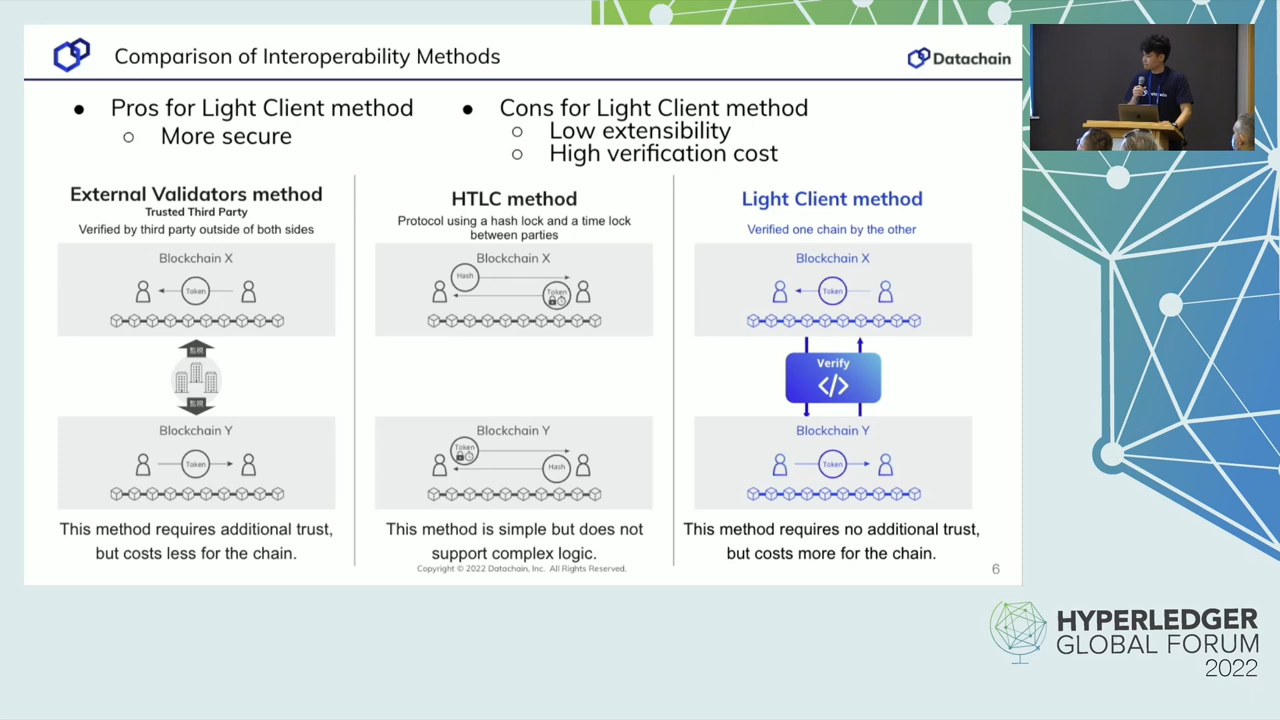 Comparison of Interoperability Methods
Datachain
● Pros for Light Client method
○ More secure
● Cons for Light Client method
○ Low extensibility
○ High verification cost
External Validators method
Trusted Third Party
Verified by third party outside of both sides
Blockchain X
Token
監視
監視
Blockchain Y
Token
This method requires additional trust,
but costs less for the chain.
HTLC method
Protocol using a hash lock and a time lock
between parties
Blockchain X
Hash
Token
Blockchain Y
Token
Hash
This method is simple but does not
support complex logic.
Light Client method
Verified one chain by the other
Blockchain X
Token
Verify
</>
Blockchain Y
Token
This method requires no additional trust,
but costs more for the chain.
Copyright © 2022 Datachain, Inc. All Rights Reserved.
6
HYPERLEDGER
GLOBAL FORUM
2022